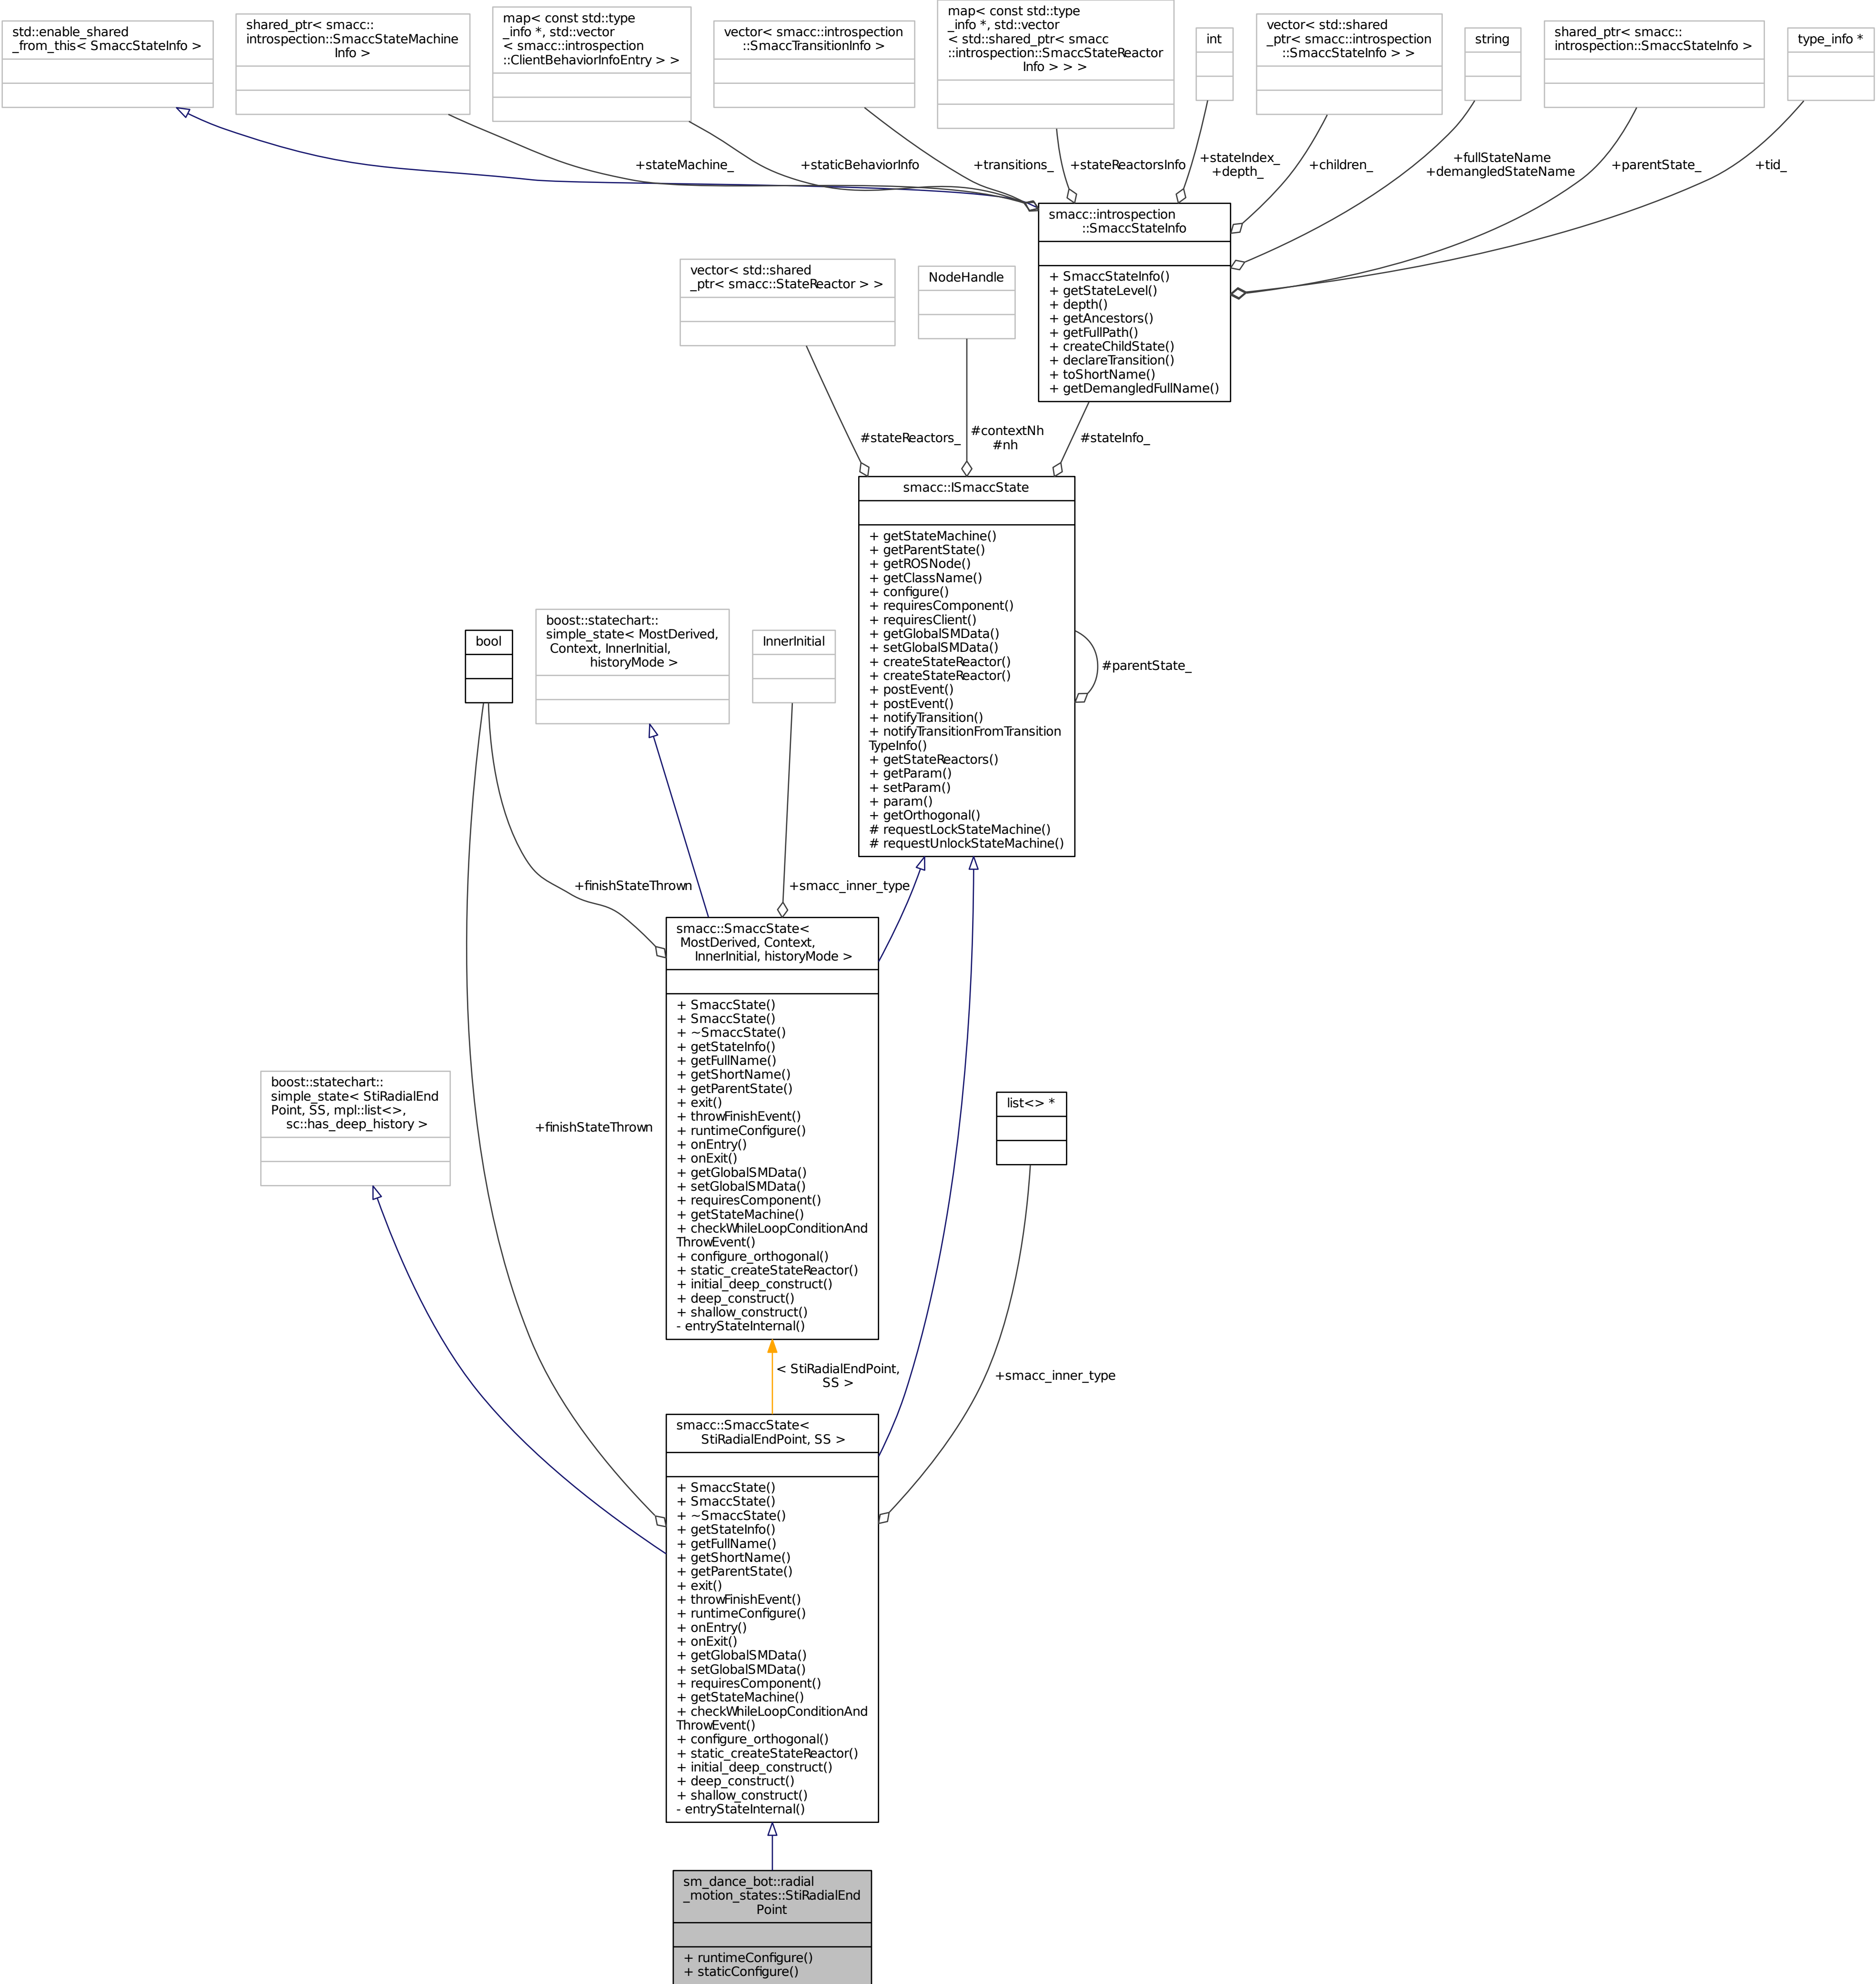 std::enable_shared
_from_this< SmaccStateInfo >
shared_ptr< smacc::
introspection::SmaccStateMachine
Info >
map< const std::type
_info *, std::vector
< smacc::introspection
::ClientBehaviorInfoEntry > >
vector< smacc::introspection
::SmaccTransitionInfo >
map< const std::type
_info *, std::vector
< std::shared_ptr< smacc
::introspection::SmaccStateReactor
Info > > >
int
vector< std::shared
_ptr< smacc::introspection
::SmaccStateInfo > >
string
shared_ptr< smacc::
introspection::SmaccStateInfo >
type_info *
+stateMachine_
+staticBehaviorInfo
+transitions_
+stateReactorsInfo
+stateIndex_
+depth_
+children_
+fullStateName
+demangledStateName
+parentState_
+tid_
smacc::introspection
::SmaccStateInfo
+ SmaccStateInfo()
+ getStateLevel()
+ depth()
+ getAncestors()
+ getFullPath()
+ createChildState()
+ declareTransition()
+ toShortName()
+ getDemangledFullName()
vector< std::shared
_ptr< smacc::StateReactor > >
NodeHandle
#stateReactors_
#contextNh
#nh
#stateInfo_
smacc::ISmaccState
+ getStateMachine()
+ getParentState()
+ getROSNode()
+ getClassName()
+ configure()
+ requiresComponent()
+ requiresClient()
+ getGlobalSMData()
+ setGlobalSMData()
+ createStateReactor()
+ createStateReactor()
+ postEvent()
+ postEvent()
+ notifyTransition()
+ notifyTransitionFromTransition
TypeInfo()
+ getStateReactors()
+ getParam()
+ setParam()
+ param()
+ getOrthogonal()
# requestLockStateMachine()
# requestUnlockStateMachine()
#parentState_
bool
boost::statechart::
simple_state< MostDerived,
Context, InnerInitial,
historyMode >
InnerInitial
+finishStateThrown
+smacc_inner_type
smacc::SmaccState<
MostDerived, Context,
InnerInitial, historyMode >
+ SmaccState()
+ SmaccState()
+ ~SmaccState()
+ getStateInfo()
+ getFullName()
+ getShortName()
+ getParentState()
+ exit()
+ throwFinishEvent()
+ runtimeConfigure()
+ onEntry()
+ onExit()
+ getGlobalSMData()
+ setGlobalSMData()
+ requiresComponent()
+ getStateMachine()
+ checkWhileLoopConditionAnd
ThrowEvent()
+ configure_orthogonal()
+ static_createStateReactor()
+ initial_deep_construct()
+ deep_construct()
+ shallow_construct()
- entryStateInternal()
boost::statechart::
simple_state< StiRadialEnd
Point, SS, mpl::list<>,
sc::has_deep_history >
+finishStateThrown
list<> *
< StiRadialEndPoint,
SS >
+smacc_inner_type
smacc::SmaccState<
StiRadialEndPoint, SS >
+ SmaccState()
+ SmaccState()
+ ~SmaccState()
+ getStateInfo()
+ getFullName()
+ getShortName()
+ getParentState()
+ exit()
+ throwFinishEvent()
+ runtimeConfigure()
+ onEntry()
+ onExit()
+ getGlobalSMData()
+ setGlobalSMData()
+ requiresComponent()
+ getStateMachine()
+ checkWhileLoopConditionAnd
ThrowEvent()
+ configure_orthogonal()
+ static_createStateReactor()
+ initial_deep_construct()
+ deep_construct()
+ shallow_construct()
- entryStateInternal()
sm_dance_bot::radial
_motion_states::StiRadialEnd
Point
+ runtimeConfigure()
+ staticConfigure()